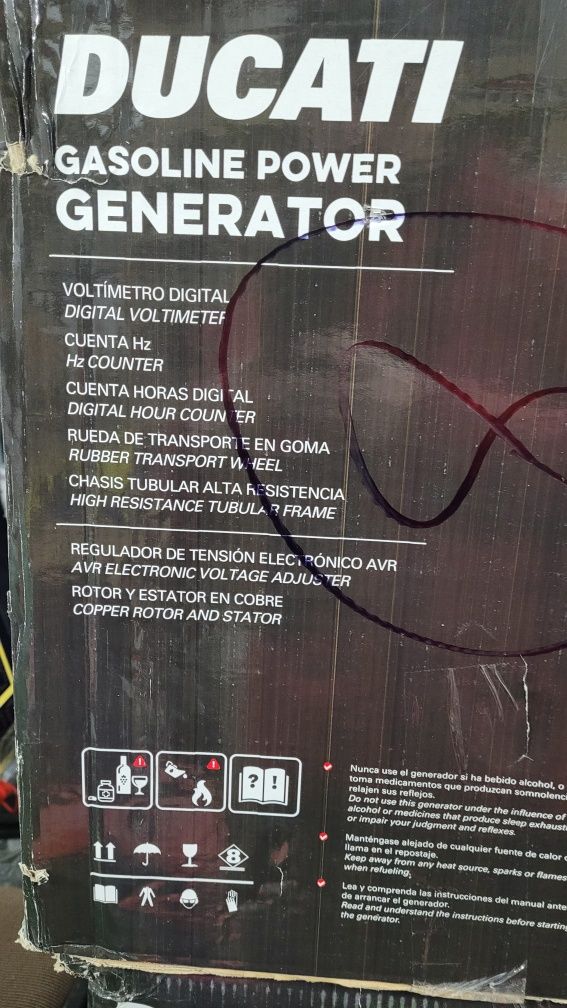 DUCATI
GASOLINE POWER
GENERATOR
VOLTÍMETRO DIGITAL
DIGITAL VOLTIMETER
CUENTA Hz
Hz COUNTER
CUENTA HORAS DIGITAL
DIGITAL HOUR COUNTER
RUEDA DE TRANSPORTE EN GOMA
RUBBER TRANSPORT WHEEL
CHASIS TUBULAR ALTA RESISTENCIA
HIGH RESISTANCE TUBULAR FRAME
REGULADOR DE TENSIÓN ELECTRÓNICO AVR
AVR ELECTRONIC VOLTAGE ADJUSTER
ROTOR Y ESTATOR EN COBRE
COPPER ROTOR AND STATOR
?!
8
Nunca use el generador si ha bebido alcohol, o
toma medicamentos que produzcan somnolenci
relajen sus reflejos.
Do not use this generator under the influence of
alcohol or medicines that produce sleep exhausti
or impair your judgment and reflexes.
Manténgase alejado de cualquier fuente de calor
llama en el repostaje.
Keep away from any heat source, sparks or flames
when refueling.
Lea y comprenda las instrucciones del manual ante
de arrancar el generador.
Read and understand the instructions before starting
the generator.